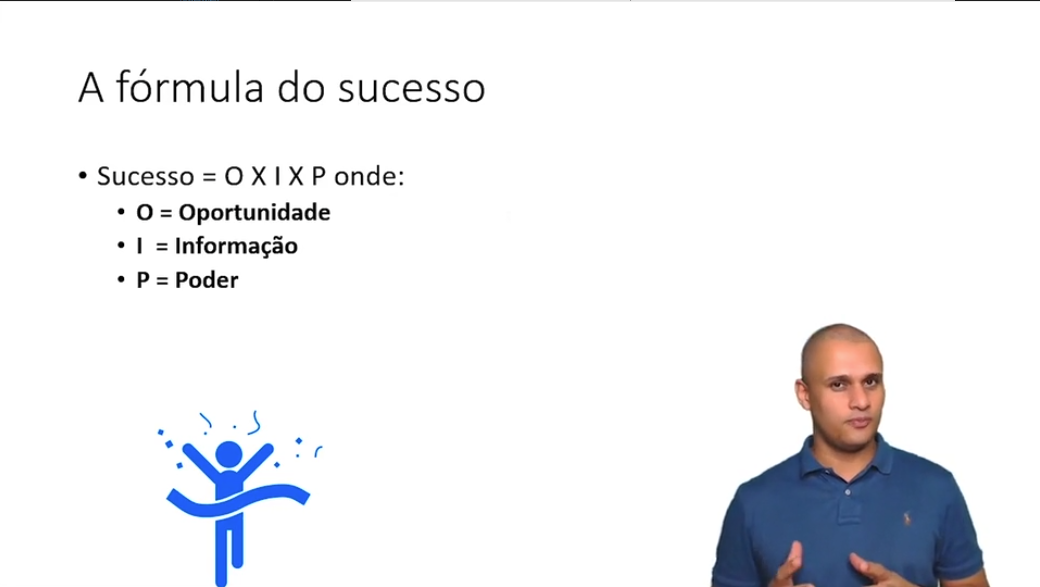 A fórmula do sucesso
• Sucesso = O X I X P onde:
• O = Oportunidade
• I = Informação
• P = Poder